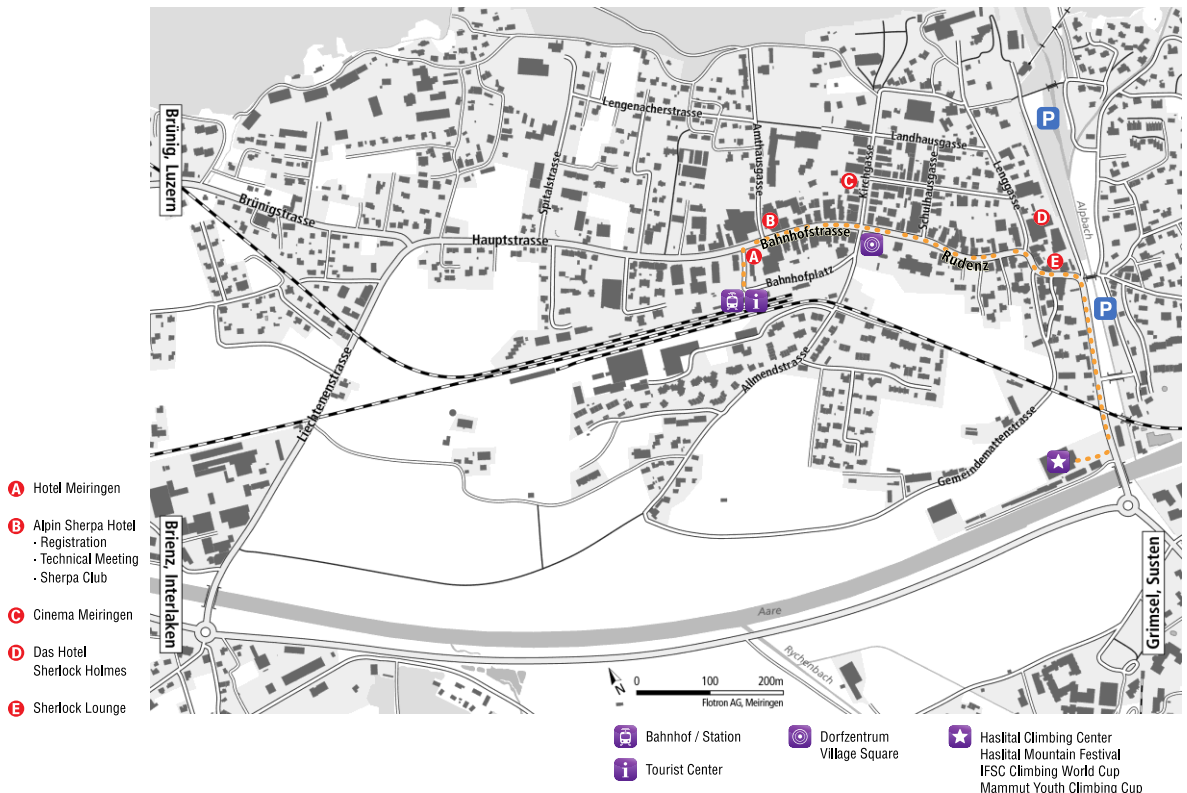 Lengenacherstrasse
Amthausgasse
Landhausgasse
Kirchgasse
Schulhausgasse
Lenggasse
P
Brünig, Luzern
Spitalstrasse
Brünigstrasse
Hauptstrasse
C
B
D
Alpbach
Bahnhofstrasse
A
Rudenz
E
Bahnhofplatz
i
P
Liechtenenstrasse
Allmendstrasse
Gemeindemattenstrasse
Brienz, Interlaken
Grimsel, Susten
Aare
Rychenbach
N
0 100 200m
Flotron AG, Meiringen
A Hotel Meiringen
B Alpin Sherpa Hotel
- Registration
- Technical Meeting
- Sherpa Club
C Cinema Meiringen
D Das Hotel
Sherlock Holmes
E Sherlock Lounge
Bahnhof / Station
i Tourist Center
Dorfzentrum
Village Square
Haslital Climbing Center
Haslital Mountain Festival
IFSC Climbing World Cup
Mammut Youth Climbing Cup